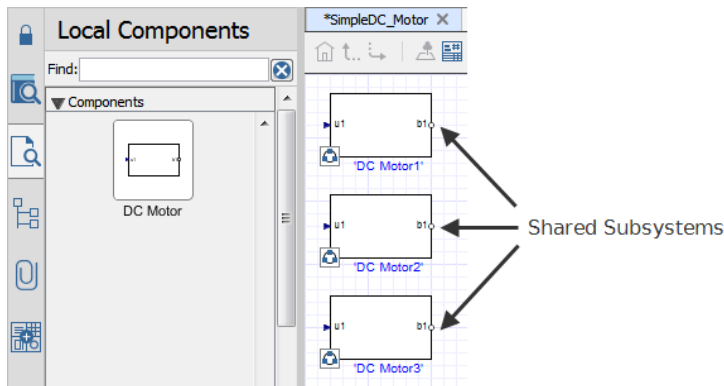 Local Components
*SimpleDC_Motor
Find:
Components
DC Motor
u1 b1
'DC Motor1'
u1 b1
'DC Motor2'
u1 b1
'DC Motor3'
Shared Subsystems